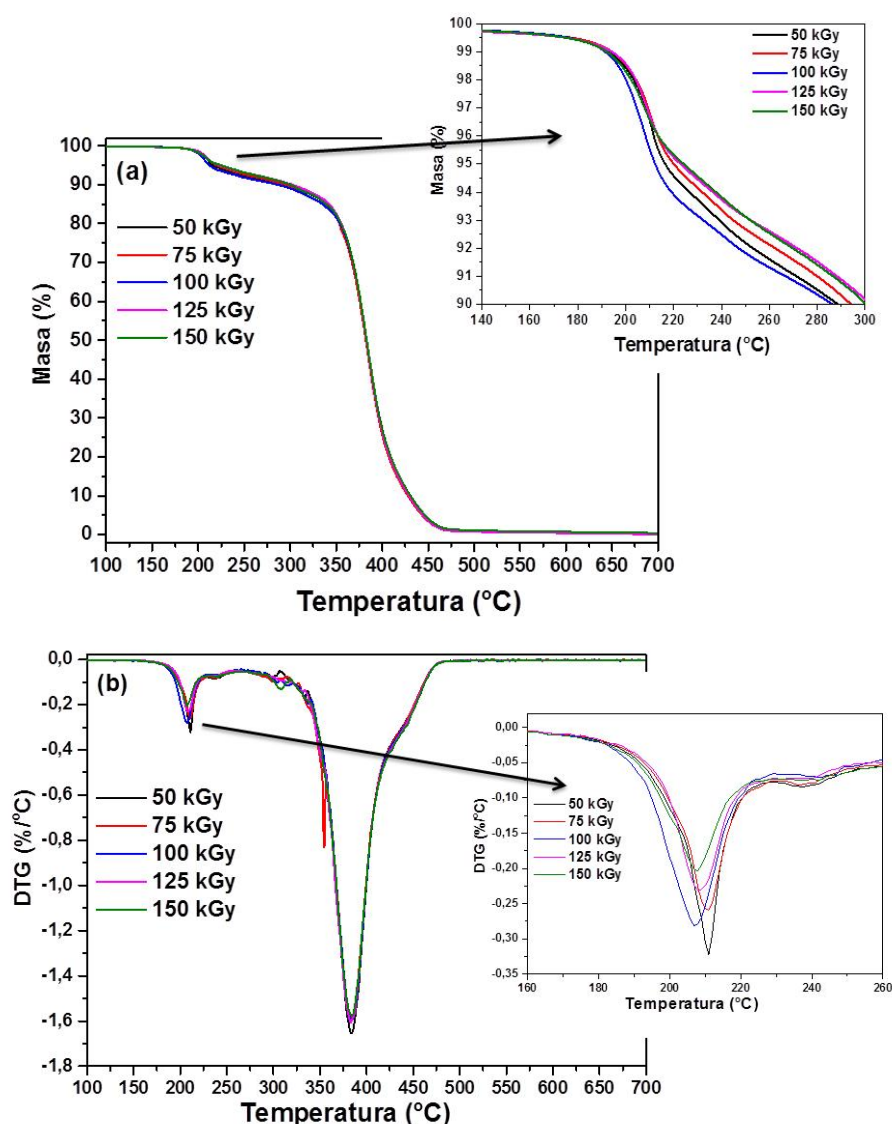 100
99
98
97
96
95
94
93
92
91
90
Masa (%)
50 kGy
75 kGy
100 kGy
125 kGy
150 kGy
140 160 180 200 220 240 260 280 300
Temperatura (°C)
(a)
100
90
80
70
60
50
40
30
20
10
0
Masa (%)
50 kGy
75 kGy
100 kGy
125 kGy
150 kGy
100 150 200 250 300 350 400 450 500 550 600 650 700
Temperatura (°C)
(b)
0,0
-0,2
-0,4
-0,6
-0,8
-1,0
-1,2
-1,4
-1,6
-1,8
DTG (%/°C)
50 kGy
75 kGy
100 kGy
125 kGy
150 kGy
100 150 200 250 300 350 400 450 500 550 600 650 700
Temperatura (°C)
0,00
-0,05
-0,10
-0,15
-0,20
-0,25
-0,30
-0,35
DTG (%/°C)
50 kGy
75 kGy
100 kGy
125 kGy
150 kGy
160 180 200 220 240 260
Temperatura (°C)